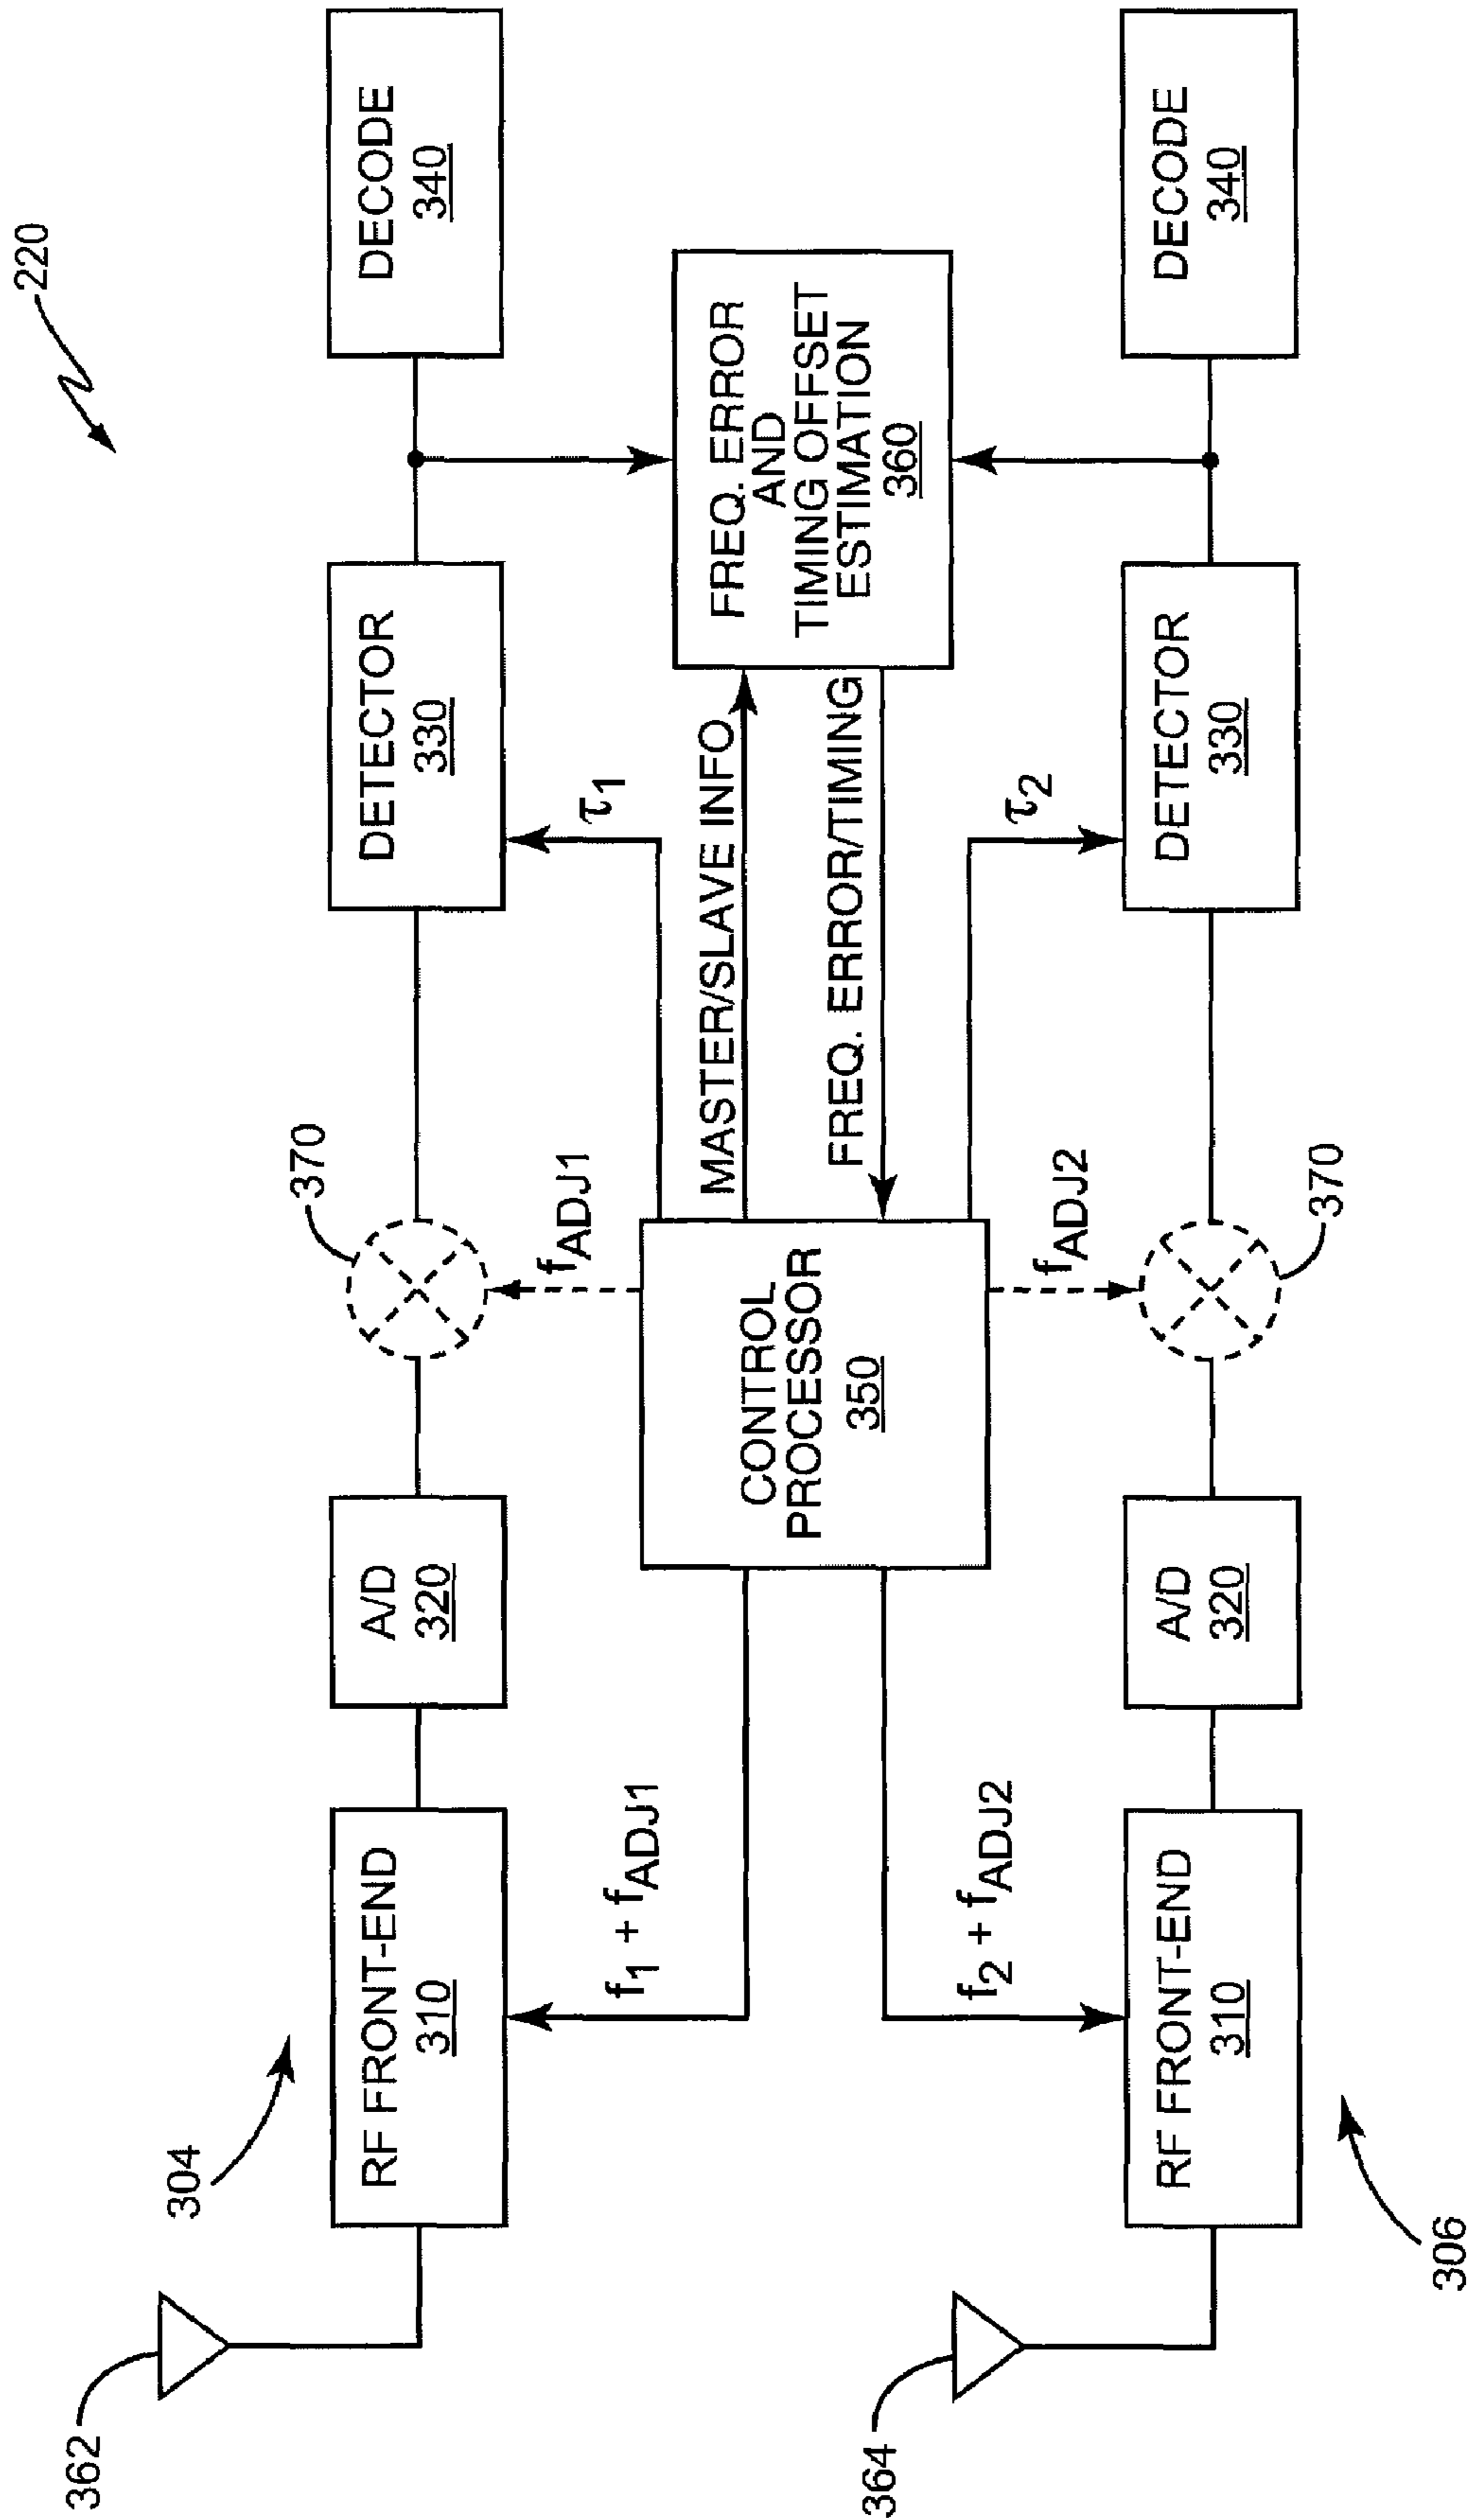 220
304
362
RF FRONT-END
310
A/D
320
370
DETECTOR
330
DECODE
340
f1 + fADJ1
fADJ1
τ1
CONTROL
PROCESSOR
350
MASTER/SLAVE INFO
FREQ. ERROR/TIMING
FREQ. ERROR
AND
TIMING OFFSET
ESTIMATION
360
f2 + fADJ2
fADJ2
τ2
364
RF FRONT-END
310
A/D
320
370
DETECTOR
330
DECODE
340
306